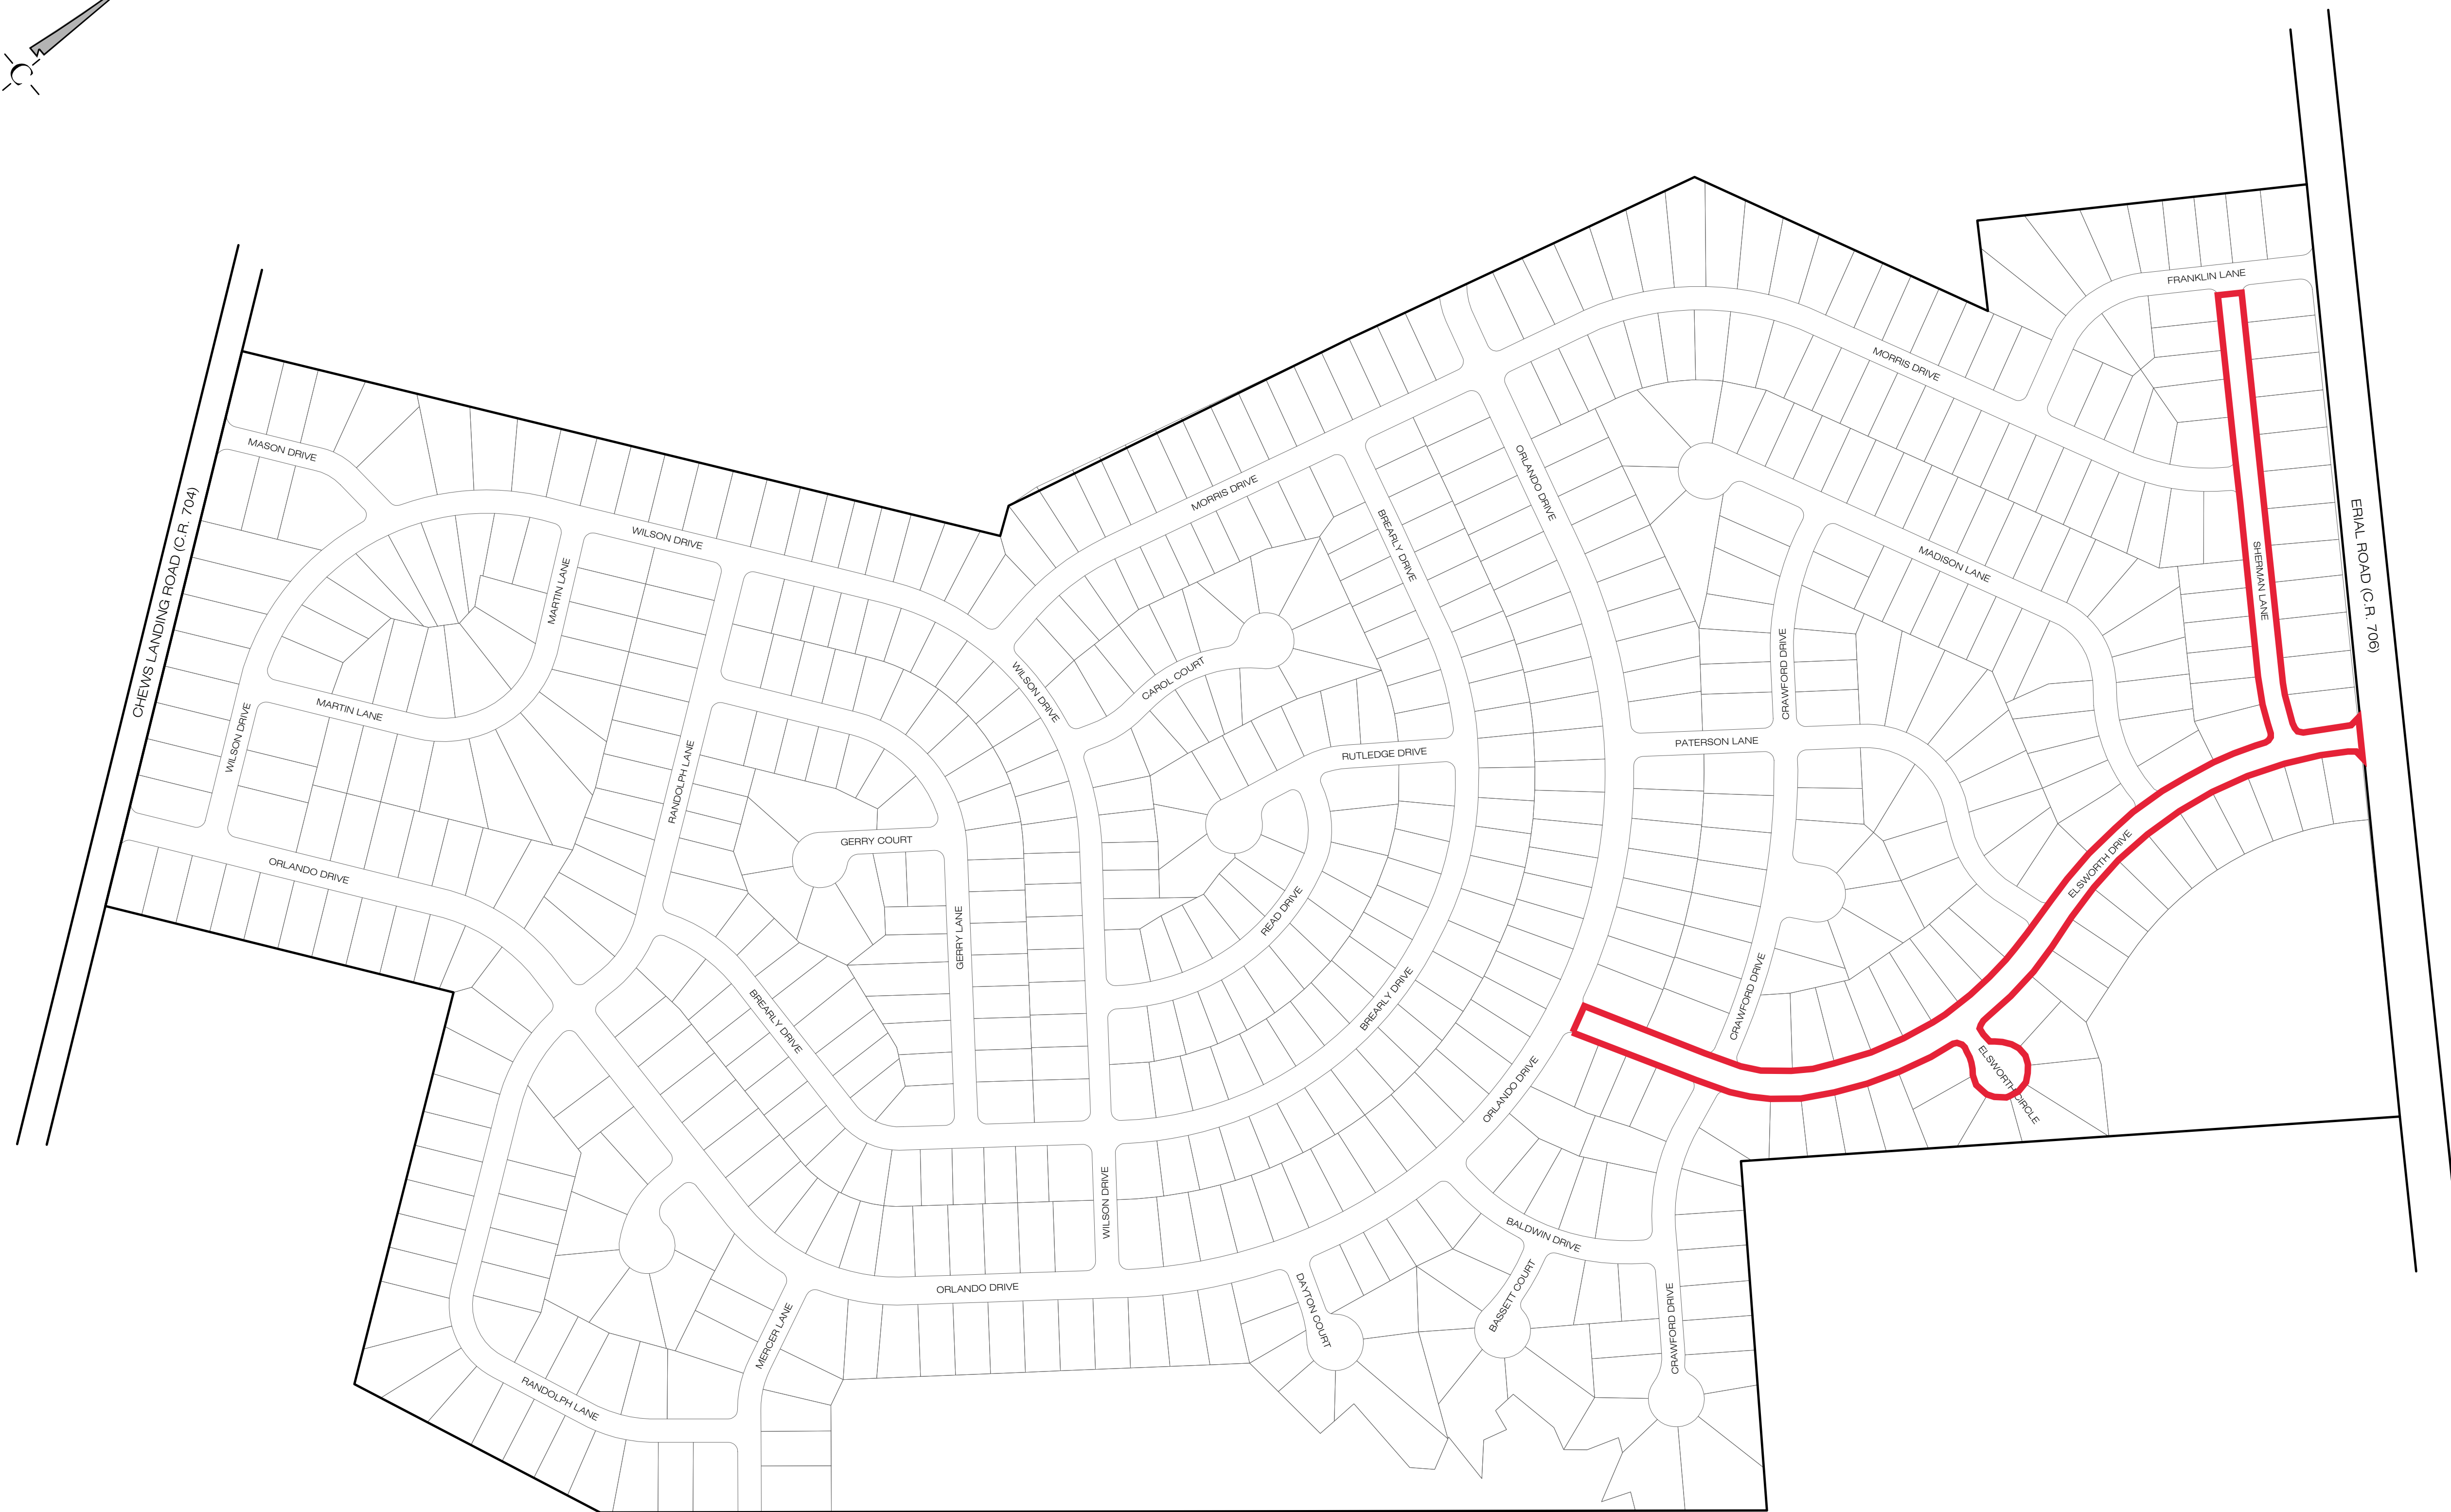 FRANKLIN LANE
MORRIS DRIVE
MASON DRIVE
ORLANDO DRIVE
MORRIS DRIVE
CHEWS LANDING ROAD (C.R. 704)
WILSON DRIVE
BREARLY DRIVE
ERIAL ROAD (C.R. 706)
SHERMAN LANE
MADISON LANE
MARTIN LANE
CAROL COURT
WILSON DRIVE
CRAWFORD DRIVE
MARTIN LANE
WILSON DRIVE
PATERSON LANE
RUTLEDGE DRIVE
RANDOLPH LANE
GERRY COURT
ELSWORTH DRIVE
ORLANDO DRIVE
READ DRIVE
GERRY LANE
CRAWFORD DRIVE
BREARLY DRIVE
BREARLY DRIVE
ORLANDO DRIVE
ELSWORTH CIRCLE
WILSON DRIVE
BALDWIN DRIVE
ORLANDO DRIVE
BASSETT COURT
DAYTON COURT
CRAWFORD DRIVE
MERCER LANE
RANDOLPH LANE